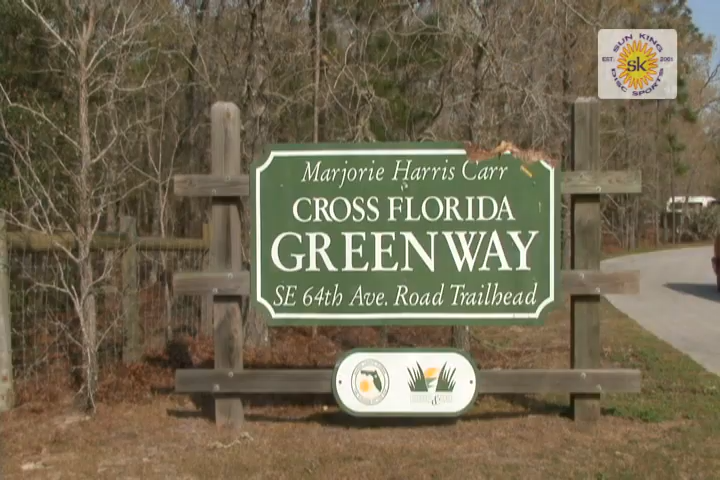 SUN KING
EST. 2001
sk
DISC SPORTS
Marjorie Harris Carr
CROSS FLORIDA
GREENWAY
SE 64th Ave. Road Trailhead